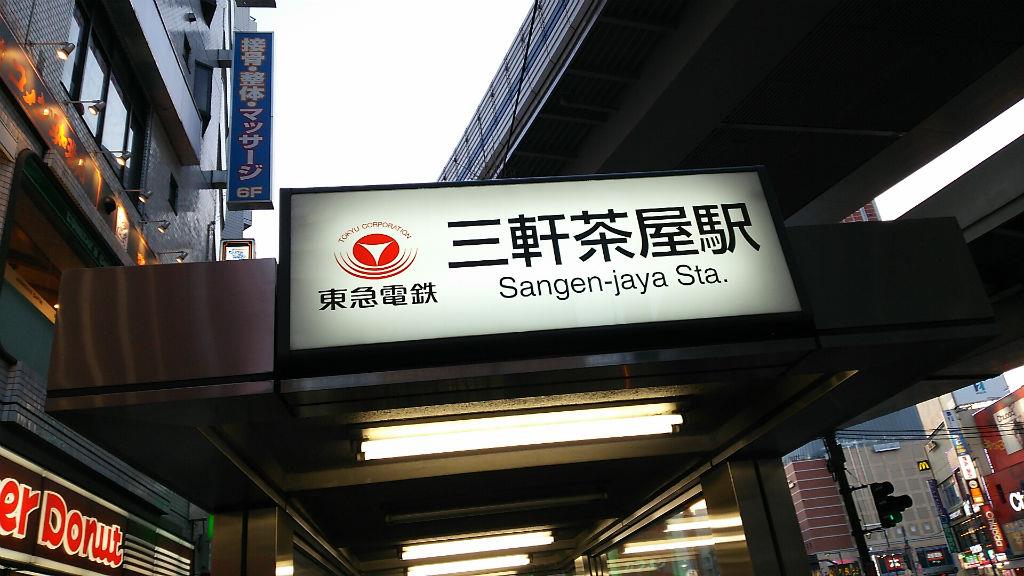 接骨・整体・マッサージ
6F
TOKYU CORPORATION
東急電鉄
三軒茶屋駅
Sangen-jaya Sta.
er Donut